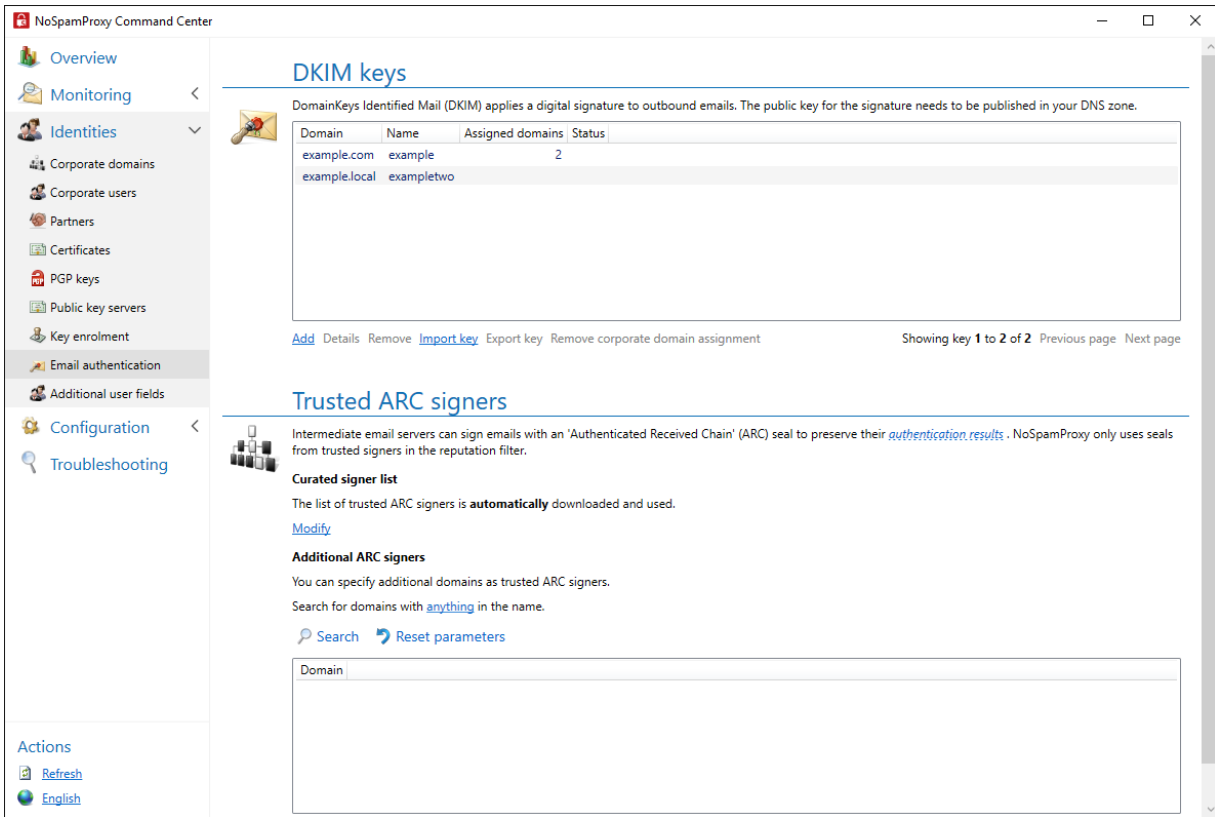 NoSpamProxy Command Center
Overview
Monitoring
Identities
Corporate domains
Corporate users
Partners
Certificates
PGP keys
Public key servers
Key enrolment
Email authentication
Additional user fields
Configuration
Troubleshooting
Actions
Refresh
English
DKIM keys
DomainKeys Identified Mail (DKIM) applies a digital signature to outbound emails. The public key for the signature needs to be published in your DNS zone.
Domain Name Assigned domains Status
example.com example 2
example.local exampletwo
Add Details Remove Import key Export key Remove corporate domain assignment Showing key 1 to 2 of 2 Previous page Next page
Trusted ARC signers
Intermediate email servers can sign emails with an 'Authenticated Received Chain' (ARC) seal to preserve their authentication results . NoSpamProxy only uses seals
from trusted signers in the reputation filter.
Curated signer list
The list of trusted ARC signers is automatically downloaded and used.
Modify
Additional ARC signers
You can specify additional domains as trusted ARC signers.
Search for domains with anything in the name.
Search Reset parameters
Domain